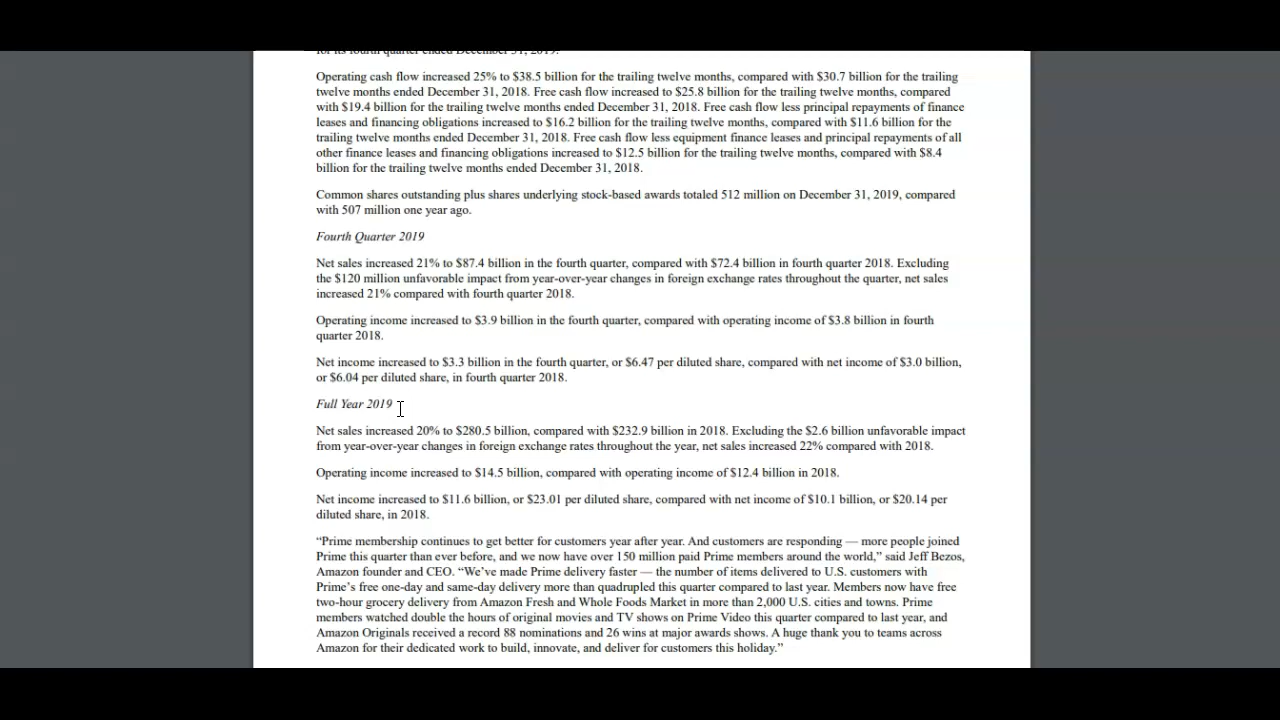 for its fourth quarter ended December 31, 2019.
Operating cash flow increased 25% to $38.5 billion for the trailing twelve months, compared with $30.7 billion for the trailing
twelve months ended December 31, 2018. Free cash flow increased to $25.8 billion for the trailing twelve months, compared
with $19.4 billion for the trailing twelve months ended December 31, 2018. Free cash flow less principal repayments of finance
leases and financing obligations increased to $16.2 billion for the trailing twelve months, compared with $11.6 billion for the
trailing twelve months ended December 31, 2018. Free cash flow less equipment finance leases and principal repayments of all
other finance leases and financing obligations increased to $12.5 billion for the trailing twelve months, compared with $8.4
billion for the trailing twelve months ended December 31, 2018.
Common shares outstanding plus shares underlying stock-based awards totaled 512 million on December 31, 2019, compared
with 507 million one year ago.
Fourth Quarter 2019
Net sales increased 21% to $87.4 billion in the fourth quarter, compared with $72.4 billion in fourth quarter 2018. Excluding
the $120 million unfavorable impact from year-over-year changes in foreign exchange rates throughout the quarter, net sales
increased 21% compared with fourth quarter 2018.
Operating income increased to $3.9 billion in the fourth quarter, compared with operating income of $3.8 billion in fourth
quarter 2018.
Net income increased to $3.3 billion in the fourth quarter, or $6.47 per diluted share, compared with net income of $3.0 billion,
or $6.04 per diluted share, in fourth quarter 2018.
Full Year 2019
Net sales increased 20% to $280.5 billion, compared with $232.9 billion in 2018. Excluding the $2.6 billion unfavorable impact
from year-over-year changes in foreign exchange rates throughout the year, net sales increased 22% compared with 2018.
Operating income increased to $14.5 billion, compared with operating income of $12.4 billion in 2018.
Net income increased to $11.6 billion, or $23.01 per diluted share, compared with net income of $10.1 billion, or $20.14 per
diluted share, in 2018.
“Prime membership continues to get better for customers year after year. And customers are responding — more people joined
Prime this quarter than ever before, and we now have over 150 million paid Prime members around the world,” said Jeff Bezos,
Amazon founder and CEO. “We’ve made Prime delivery faster — the number of items delivered to U.S. customers with
Prime’s free one-day and same-day delivery more than quadrupled this quarter compared to last year. Members now have free
two-hour grocery delivery from Amazon Fresh and Whole Foods Market in more than 2,000 U.S. cities and towns. Prime
members watched double the hours of original movies and TV shows on Prime Video this quarter compared to last year, and
Amazon Originals received a record 88 nominations and 26 wins at major awards shows. A huge thank you to teams across
Amazon for their dedicated work to build, innovate, and deliver for customers this holiday.”